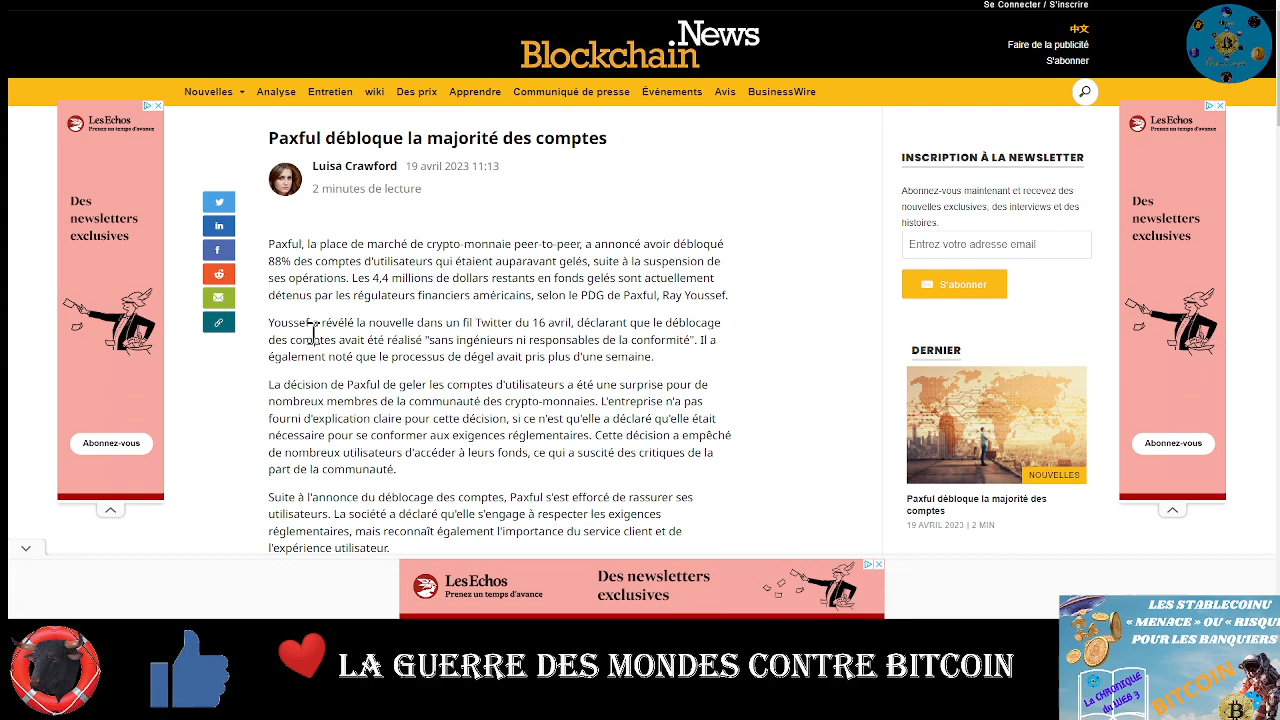 Se Connecter / S'inscrire
Blockchain.News
中文
Faire de la publicité
S'abonner
Nouvelles Analyse Entretien wiki Des prix Apprendre Communiqué de presse Événements Avis BusinessWire
Les Echos
Prenez un temps d'avance
Des
newsletters
exclusives
Abonnez-vous
Paxful débloque la majorité des comptes
Luisa Crawford 19 avril 2023 11:13
2 minutes de lecture
Paxful, la place de marché de crypto-monnaie peer-to-peer, a annoncé avoir débloqué
88% des comptes d'utilisateurs qui étaient auparavant gelés, suite à la suspension de
ses opérations. Les 4,4 millions de dollars restants en fonds gelés sont actuellement
détenus par les régulateurs financiers américains, selon le PDG de Paxful, Ray Youssef.
Youssef a révélé la nouvelle dans un fil Twitter du 16 avril, déclarant que le déblocage
des comptes avait été réalisé "sans ingénieurs ni responsables de la conformité". Il a
également noté que le processus de dégel avait pris plus d'une semaine.
La décision de Paxful de geler les comptes d'utilisateurs a été une surprise pour de
nombreux membres de la communauté des crypto-monnaies. L'entreprise n'a pas
fourni d'explication claire pour cette décision, si ce n'est qu'elle a déclaré qu'elle était
nécessaire pour se conformer aux exigences réglementaires. Cette décision a empêché
de nombreux utilisateurs d'accéder à leurs fonds, ce qui a suscité des critiques de la
part de la communauté.
Suite à l'annonce du déblocage des comptes, Paxful s'est efforcé de rassurer ses
utilisateurs. La société a déclaré qu'elle s'engage à respecter les exigences
réglementaires, mais reconnaît également l'importance du service client et de
l'expérience utilisateur.
INSCRIPTION À LA NEWSLETTER
Abonnez-vous maintenant et recevez des
nouvelles exclusives, des interviews et des
histoires.
Entrez votre adresse email
S'abonner
DERNIER
NOUVELLES
Paxful débloque la majorité des
comptes
19 AVRIL 2023 | 2 MIN
Les Echos
Prenez un temps d'avance
Des
newsletters
exclusives
Abonnez-vous
Les Echos
Prenez un temps d'avance
Des newsletters
exclusives
LA GUERRE DES MONDES CONTRE BITCOIN
LES STABLECOINU
« MENACE » OU « RISQU
POUR LES BANQUIERS
La CHRONIQUE
du WEB 3
BITCOIN